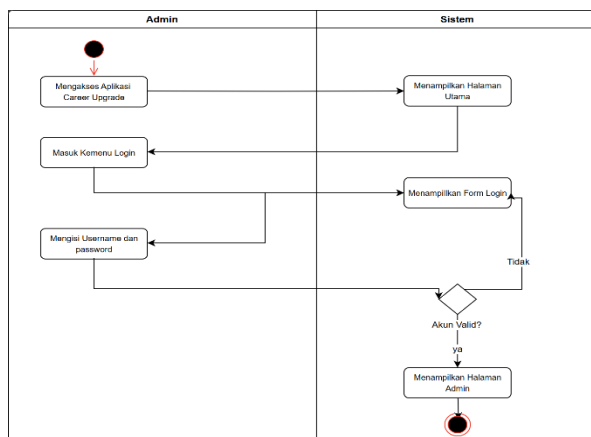 Admin
Sistem
Mengakses Aplikasi
Career Upgrade
Menampilkan Halaman
Utama
Masuk Kemenu Login
Menampillkan Form Login
Mengisi Username dan
password
Tidak
Akun Valid?
ya
Menampilkan Halaman
Admin